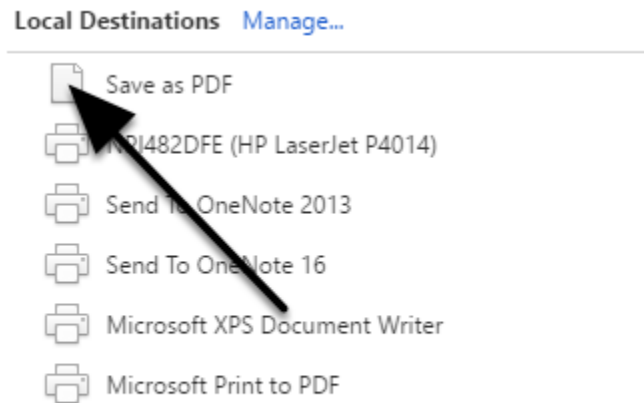 Local Destinations Manage...
Save as PDF
NPI482DFE (HP LaserJet P4014)
Send To OneNote 2013
Send To OneNote 16
Microsoft XPS Document Writer
Microsoft Print to PDF